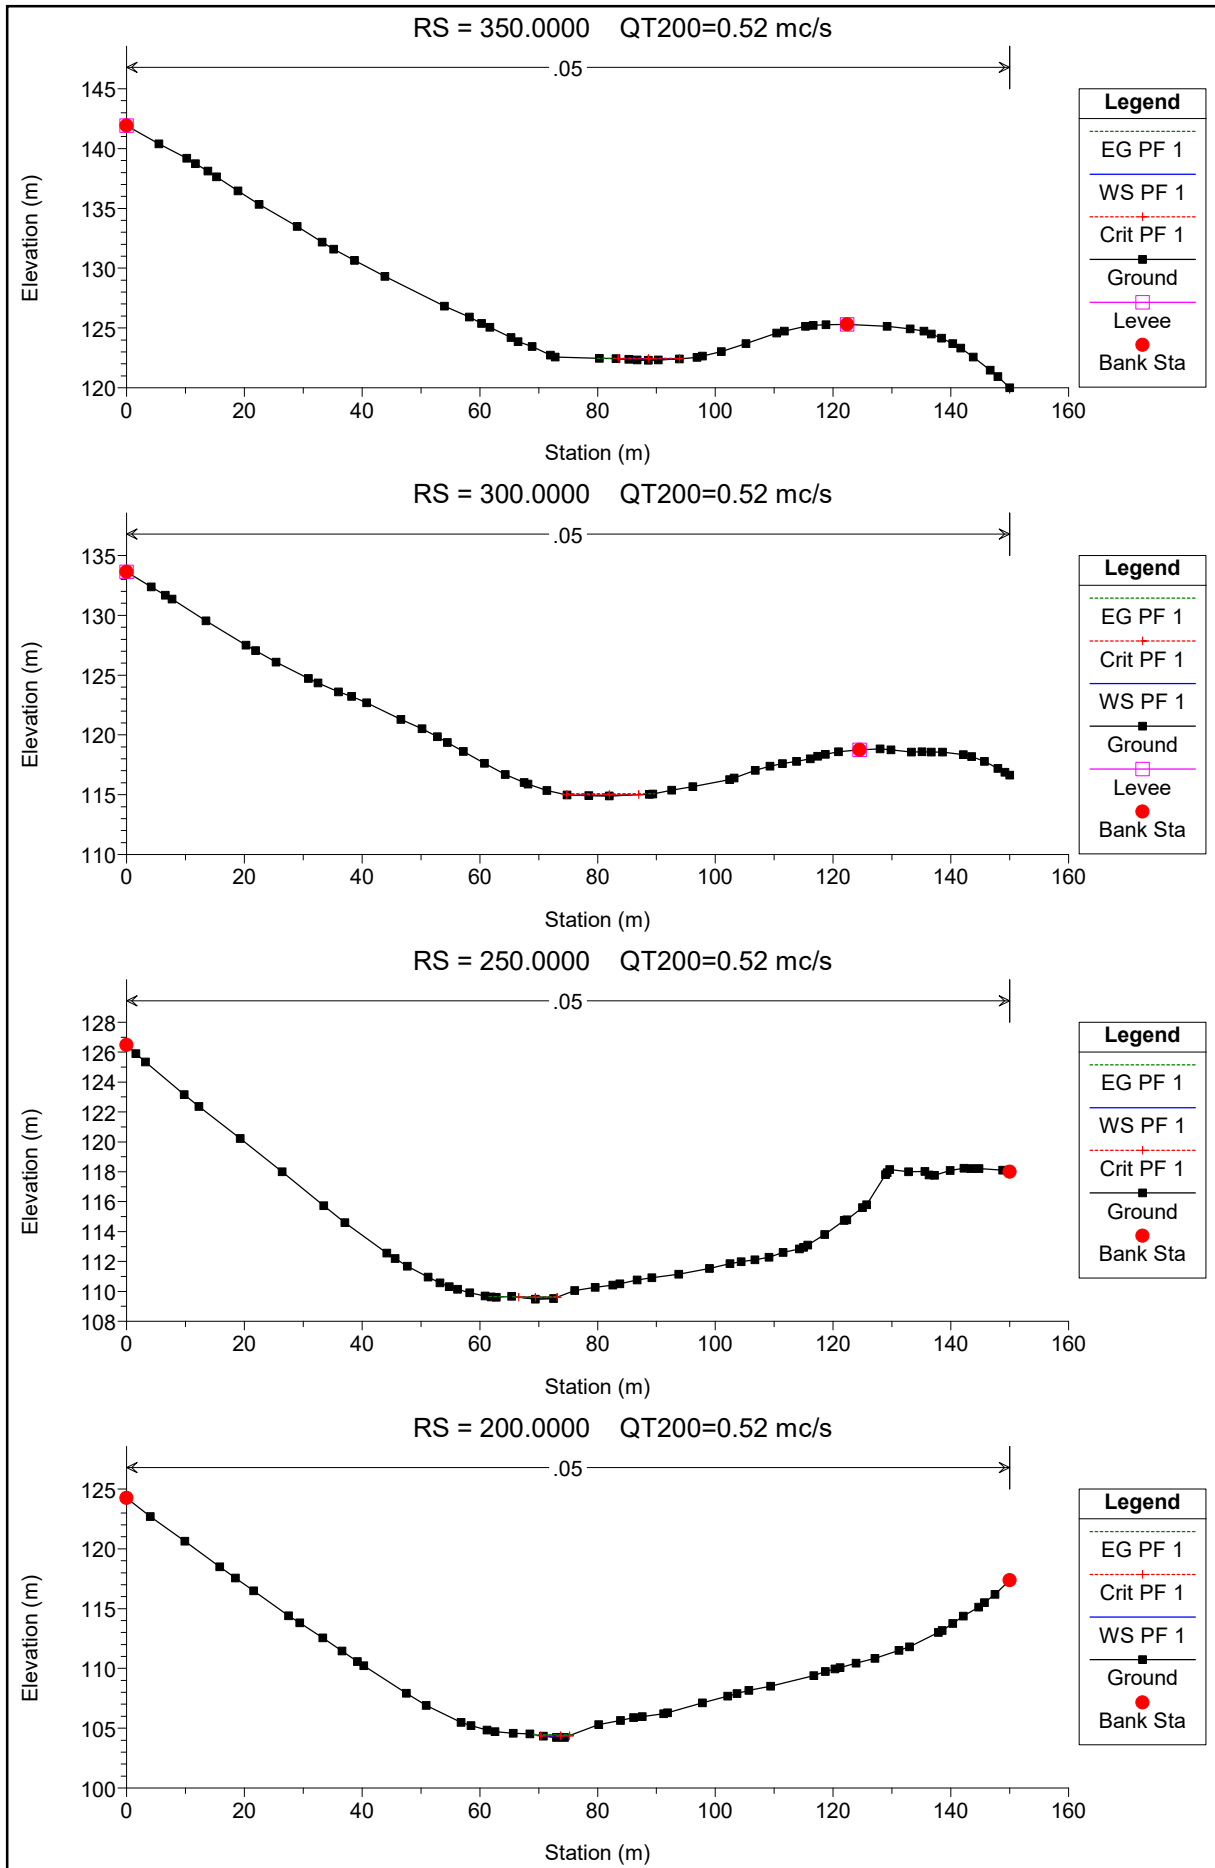 RS = 350.0000 QT200=0.52 mc/s
.05
145
140
135
130
125
120
Elevation (m)
0 20 40 60 80 100 120 140 160
Station (m)
Legend
EG PF 1
WS PF 1
Crit PF 1
Ground
Levee
Bank Sta
RS = 300.0000 QT200=0.52 mc/s
.05
135
130
125
120
115
110
Elevation (m)
0 20 40 60 80 100 120 140 160
Station (m)
Legend
EG PF 1
Crit PF 1
WS PF 1
Ground
Levee
Bank Sta
RS = 250.0000 QT200=0.52 mc/s
.05
128
126
124
122
120
118
116
114
112
110
108
Elevation (m)
0 20 40 60 80 100 120 140 160
Station (m)
Legend
EG PF 1
WS PF 1
Crit PF 1
Ground
Bank Sta
RS = 200.0000 QT200=0.52 mc/s
.05
125
120
115
110
105
100
Elevation (m)
0 20 40 60 80 100 120 140 160
Station (m)
Legend
EG PF 1
Crit PF 1
WS PF 1
Ground
Bank Sta